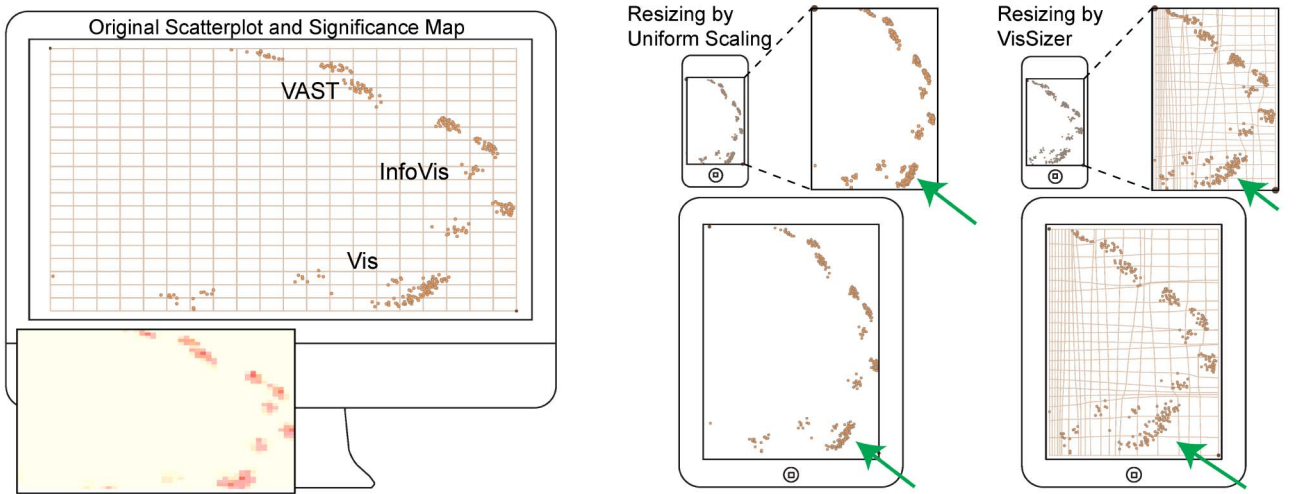 Original Scatterplot and Significance Map
VAST
InfoVis
Vis
Resizing by
Uniform Scaling
Resizing by
VisSizer